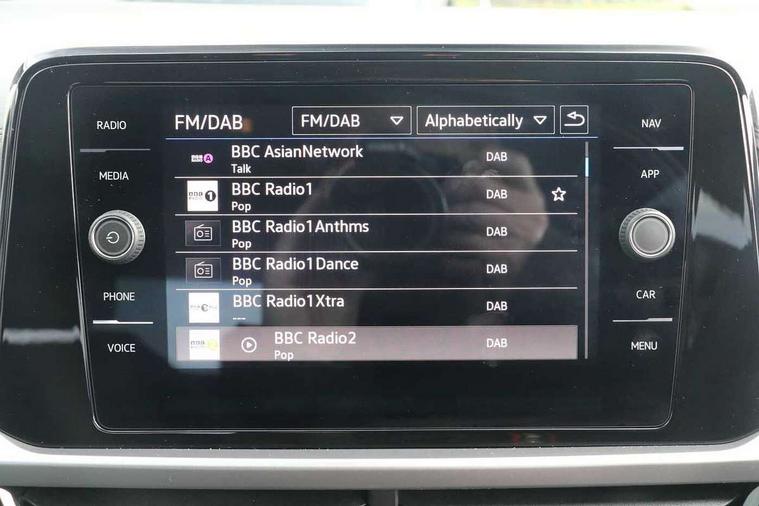 RADIO
MEDIA
PHONE
VOICE
FM/DAB FM/DAB Alphabetically
BBC AsianNetwork DAB
Talk
BBC Radio1 DAB
Pop
BBC Radio1Anthms DAB
Pop
BBC Radio1Dance DAB
Pop
BBC Radio1Xtra DAB
---
BBC Radio2 DAB
Pop
NAV
APP
CAR
MENU